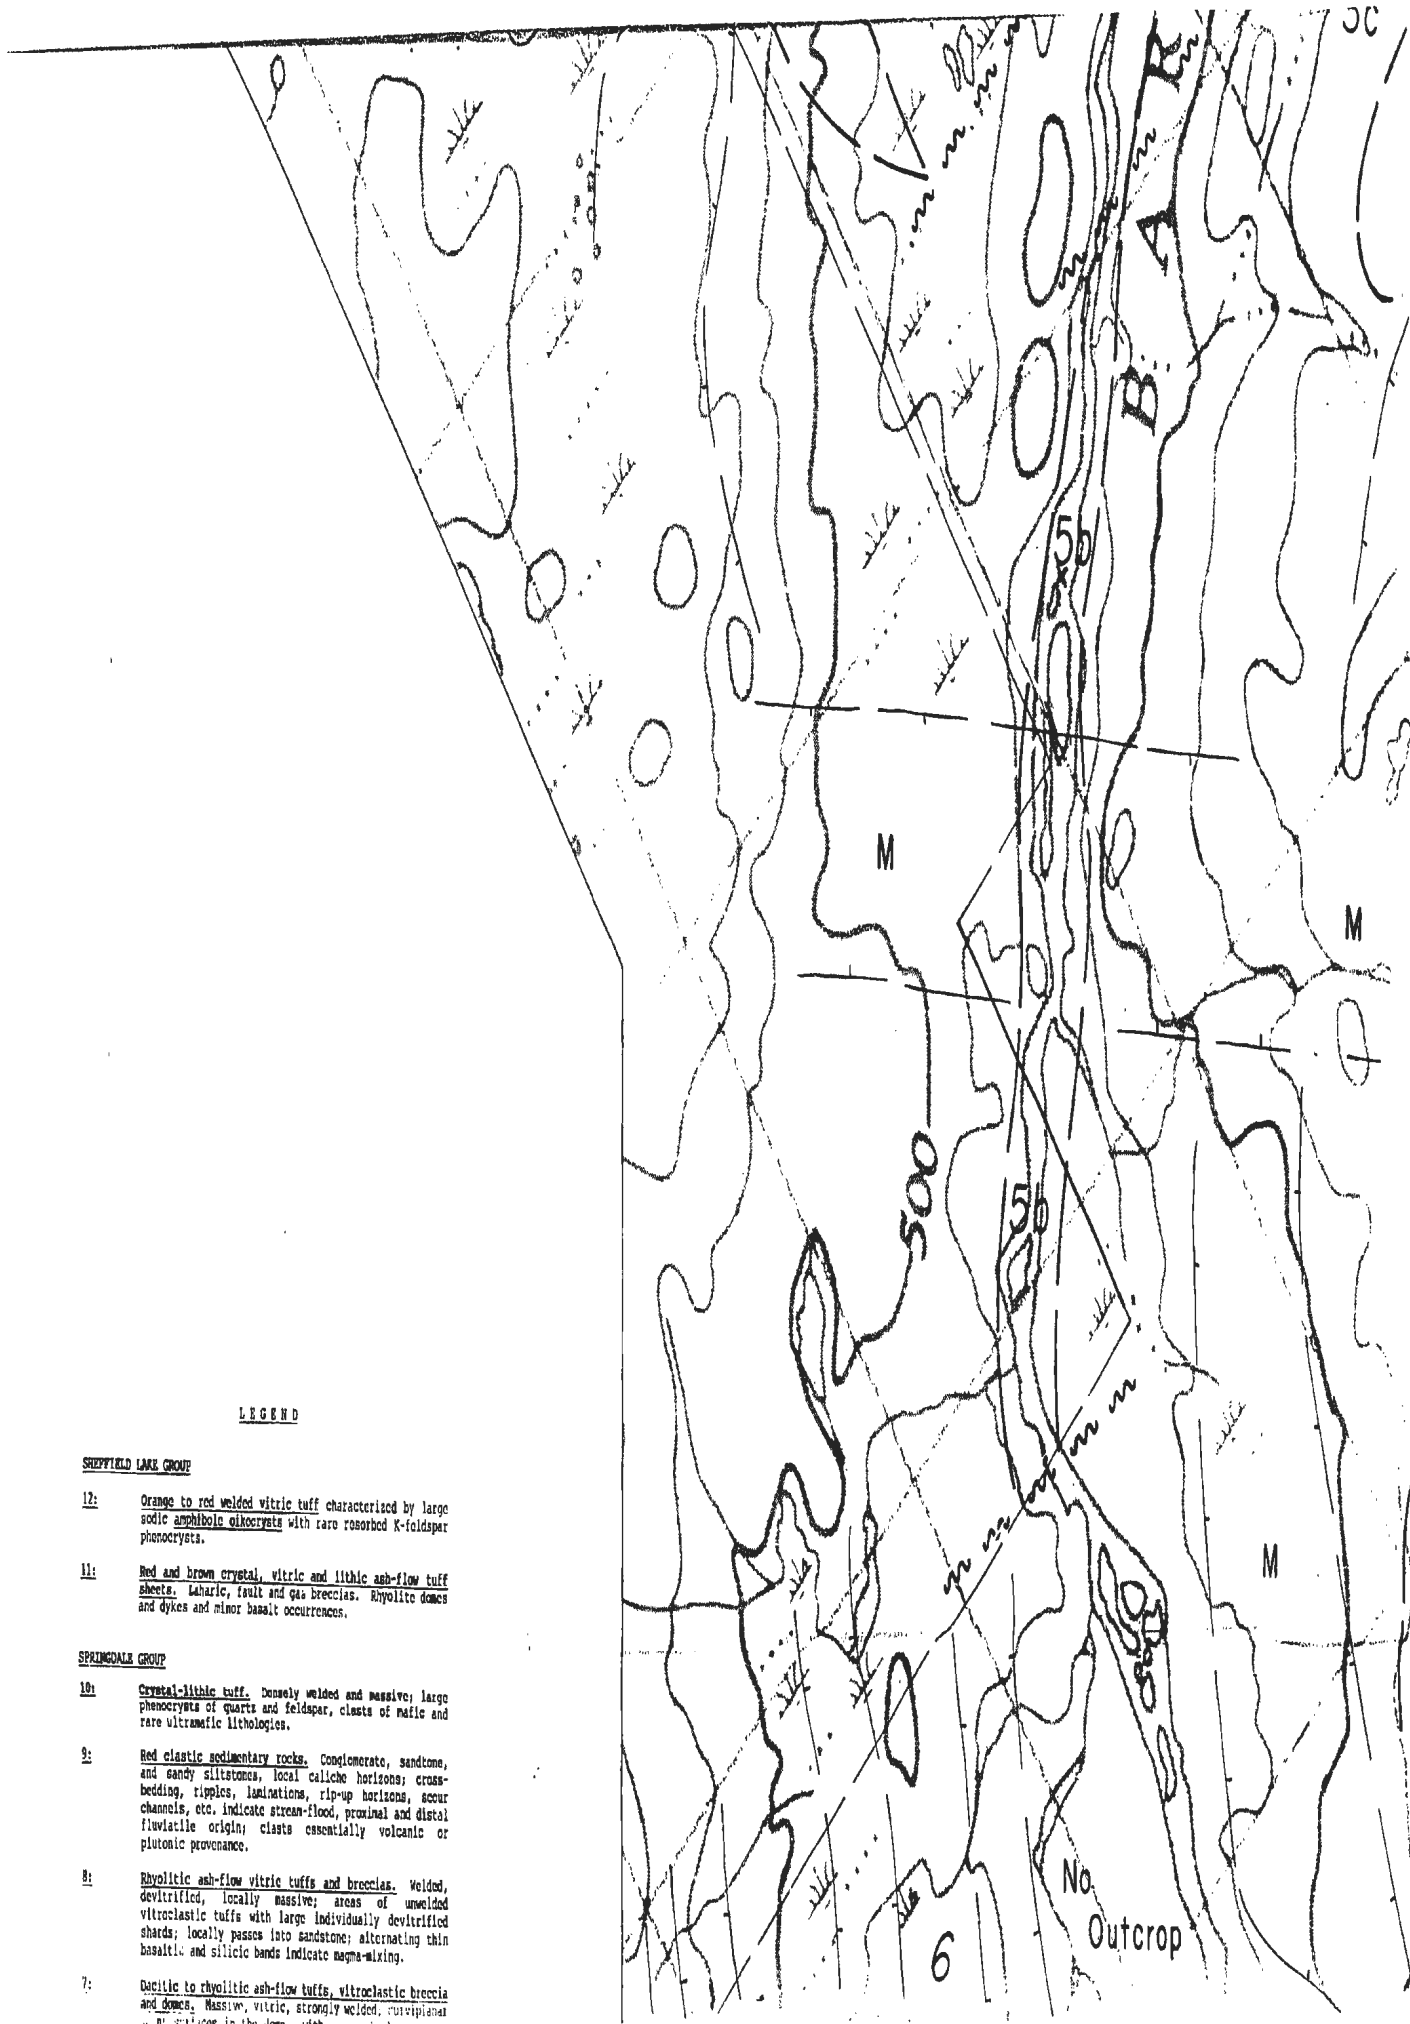 5c
B A R
5b
M
M
500
5b
M
No
Outcrop
6
LEGEND
SHEFFIELD LAKE GROUP
12: Orange to red welded vitric tuff characterized by large
sodic amphibole oikocrysts with rare resorbed K-feldspar
phenocrysts.
11: Red and brown crystal, vitric and lithic ash-flow tuff
sheets. Laharic, fault and gas breccias. Rhyolite domes
and dykes and minor basalt occurrences.
SPRINGDALE GROUP
10: Crystal-lithic tuff. Densely welded and massive; large
phenocrysts of quartz and feldspar, clasts of mafic and
rare ultramafic lithologies.
9: Red clastic sedimentary rocks. Conglomerate, sandtone,
and sandy siltstones, local caliche horizons; cross-
bedding, ripples, laminations, rip-up horizons, scour
channels, etc. indicate stream-flood, proximal and distal
fluviatile origin; clasts essentially volcanic or
plutonic provenance.
8: Rhyolitic ash-flow vitric tuffs and breccias. Welded,
devitrified, locally massive; areas of unwelded
vitroclastic tuffs with large individually devitrified
shards; locally passes into sandstone; alternating thin
basaltic and silicic bands indicate magma-mixing.
7: Dacitic to rhyolitic ash-flow tuffs, vitroclastic breccia
and domes. Massive, vitric, strongly welded, curviplanar
surfaces in the